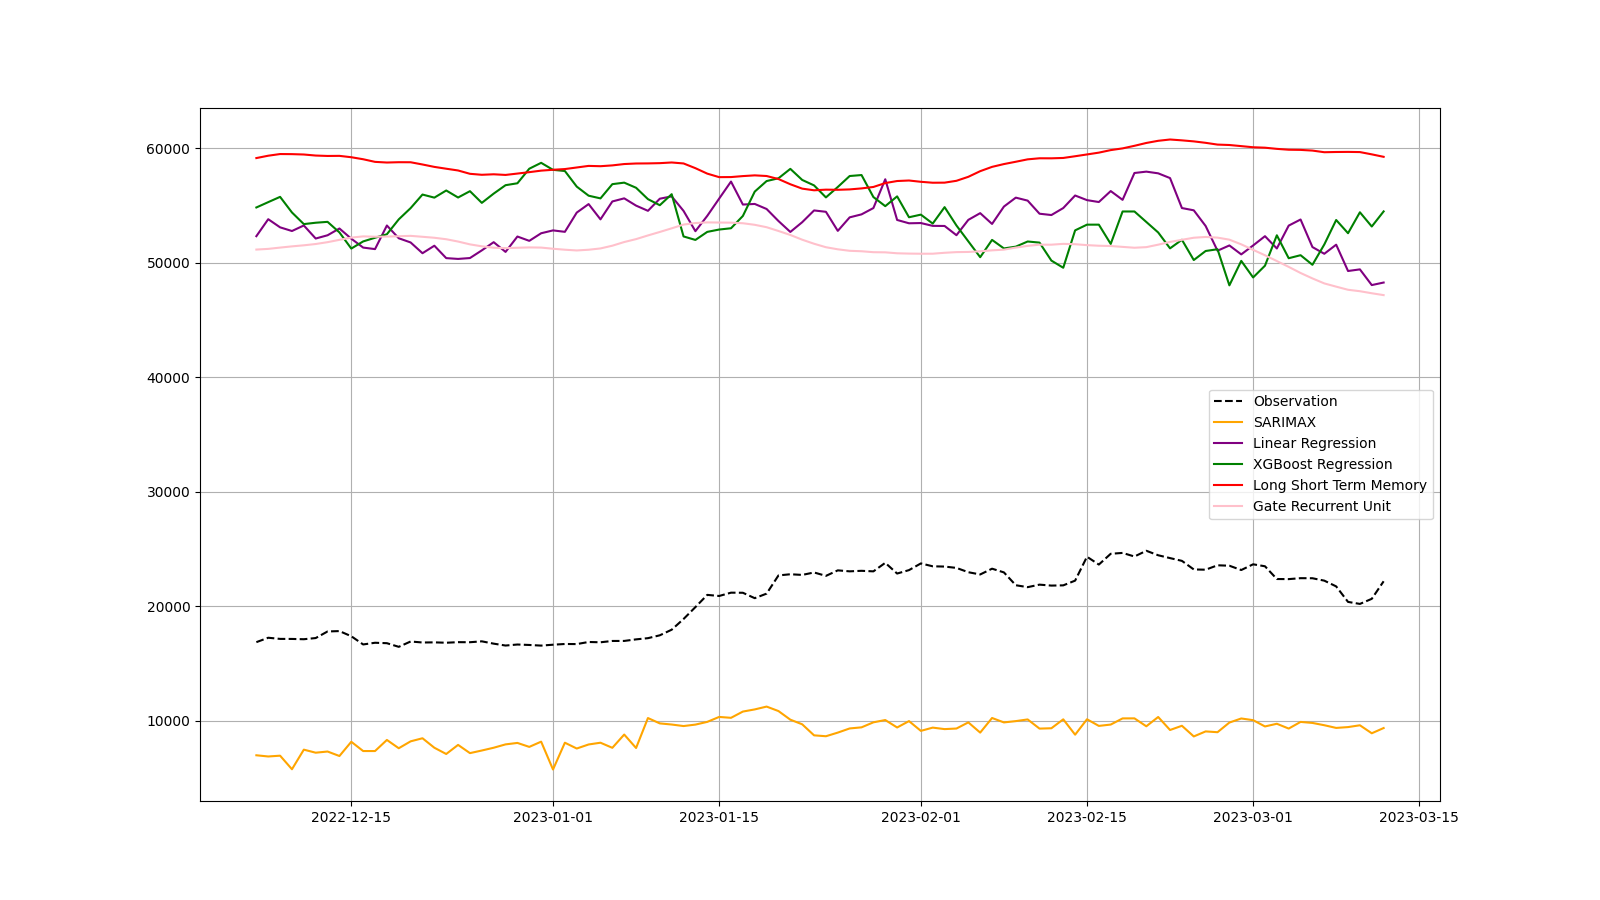 60000
50000
40000
30000
20000
10000
Observation
SARIMAX
Linear Regression
XGBoost Regression
Long Short Term Memory
Gate Recurrent Unit
2022-12-15 2023-01-01 2023-01-15 2023-02-01 2023-02-15 2023-03-01 2023-03-15